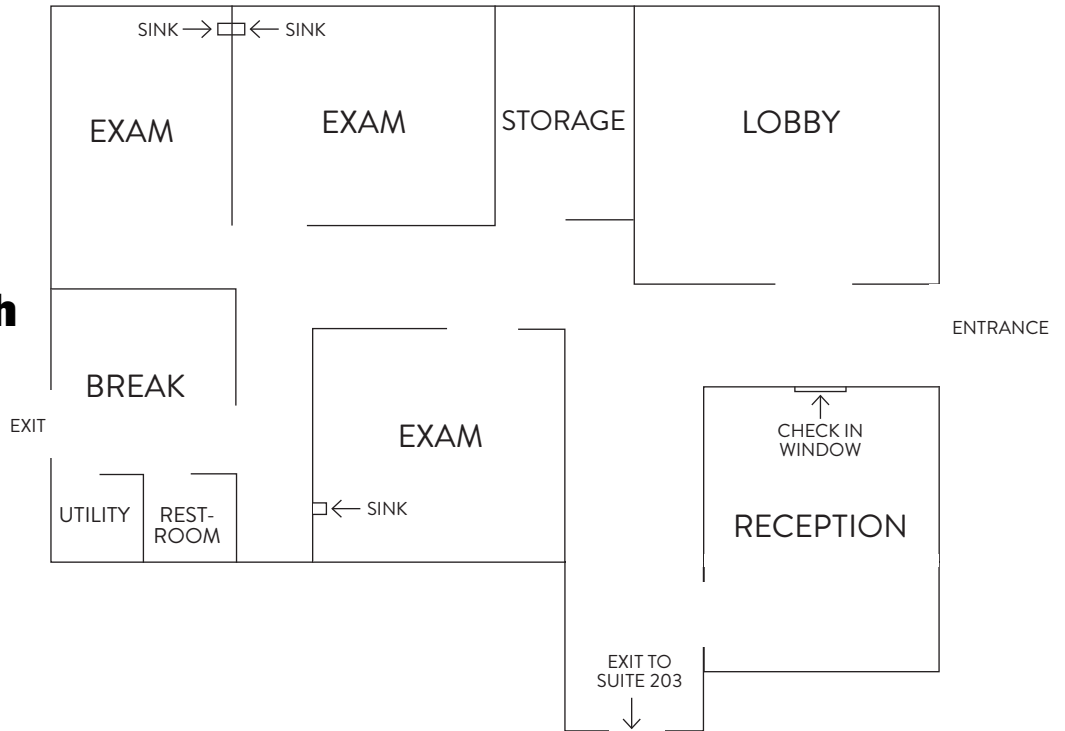 SINK
SINK
EXAM
EXAM
STORAGE
LOBBY
h
ENTRANCE
BREAK
EXIT
EXAM
CHECK IN
WINDOW
SINK
UTILITY
REST-
ROOM
RECEPTION
EXIT TO
SUITE 203